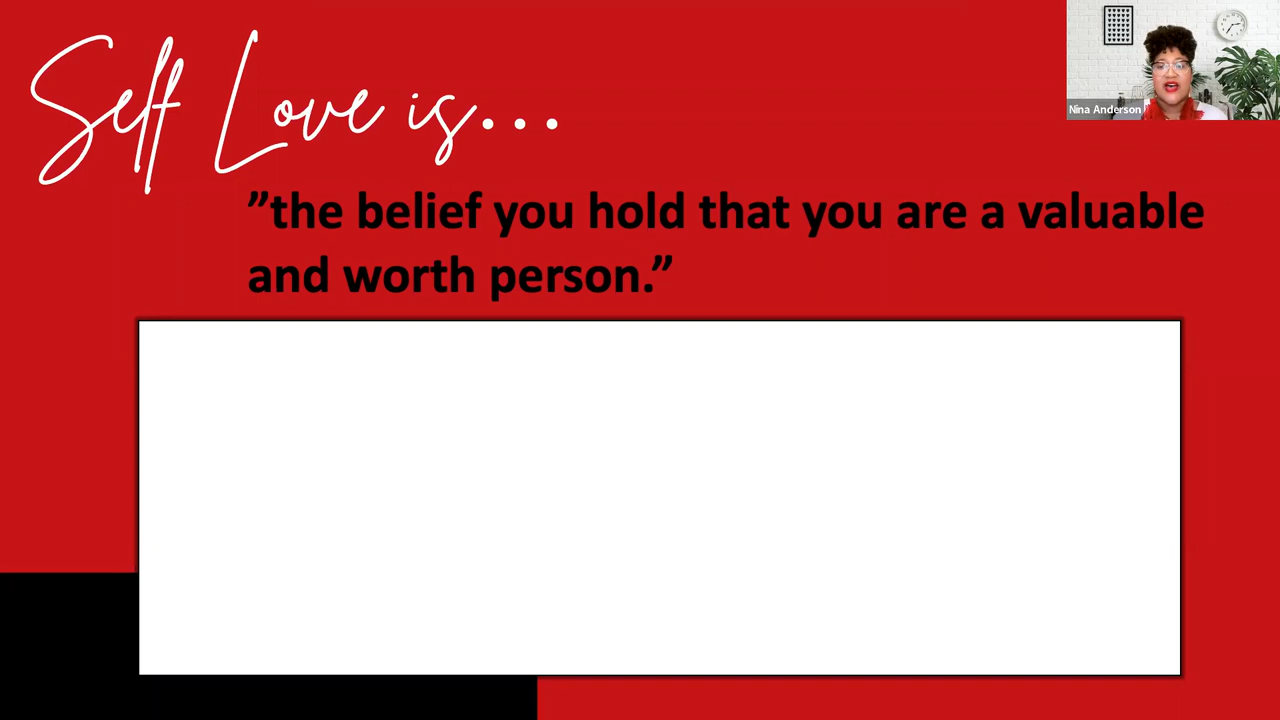 Self Love is...
”the belief you hold that you are a valuable
and worth person.”
Nina Anderson